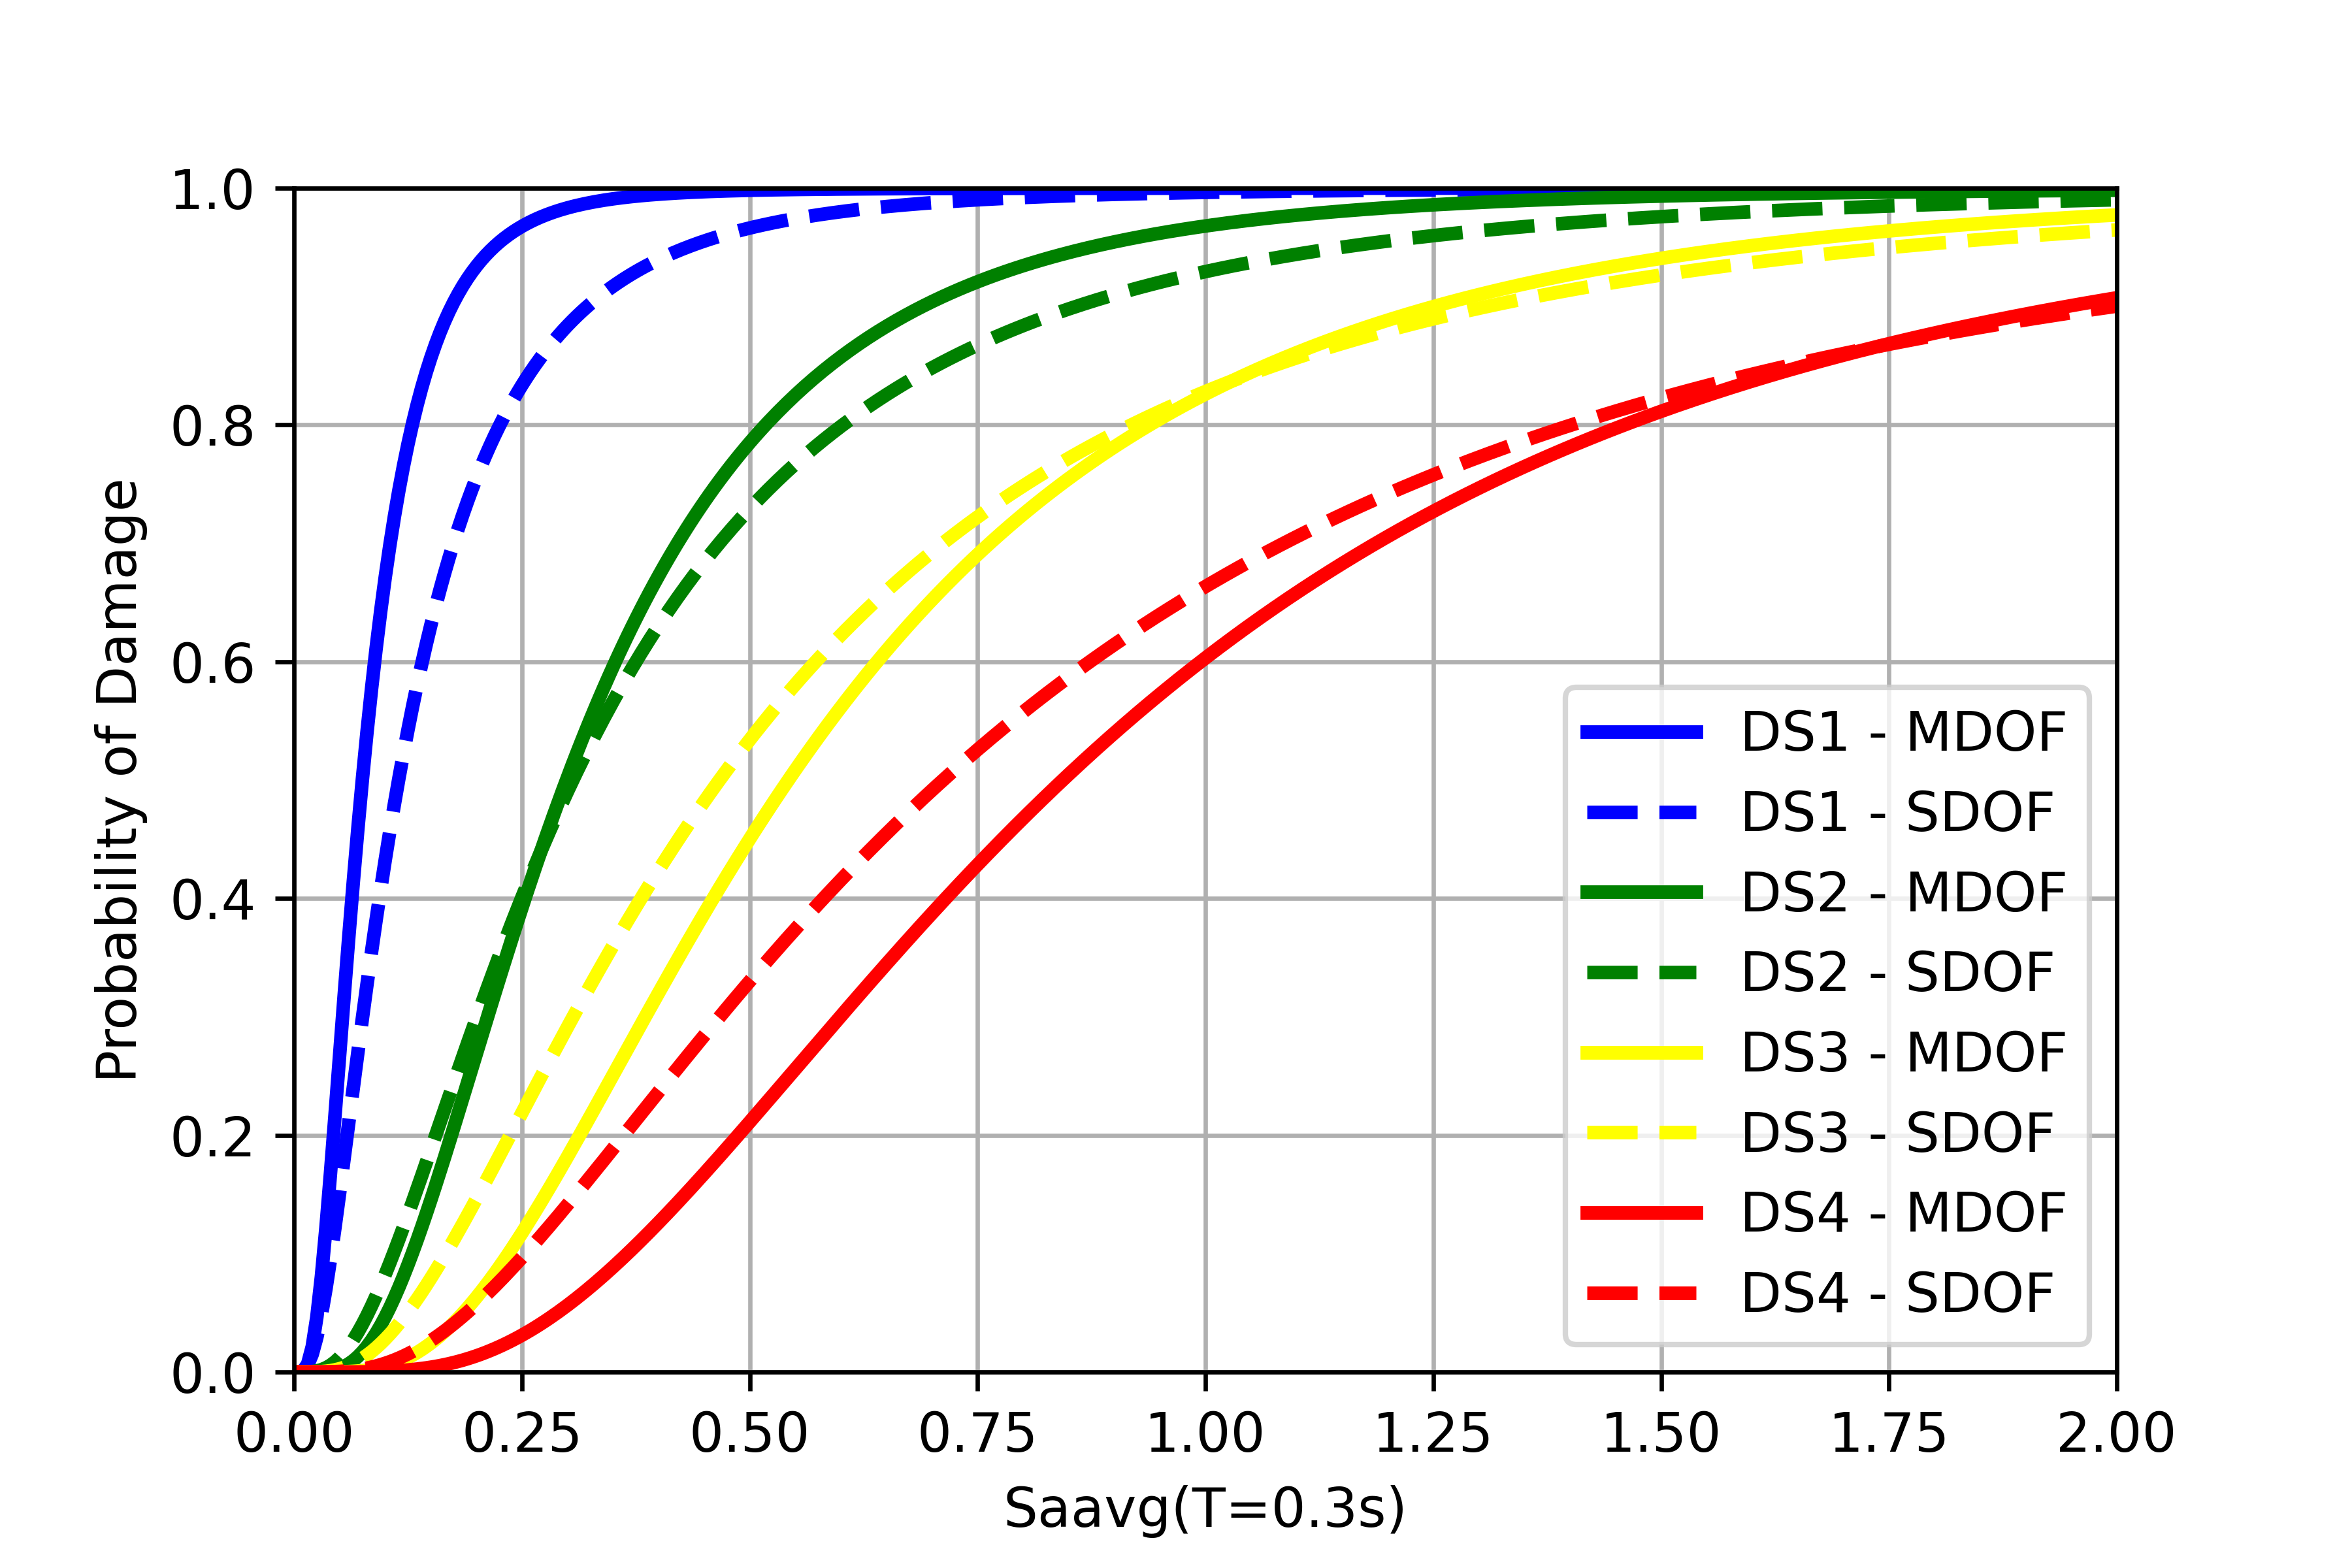 1.0
0.8
0.6
0.4
0.2
0.0
Probability of Damage
0.00 0.25 0.50 0.75 1.00 1.25 1.50 1.75 2.00
Saavg(T=0.3s)
DS1 - MDOF
DS1 - SDOF
DS2 - MDOF
DS2 - SDOF
DS3 - MDOF
DS3 - SDOF
DS4 - MDOF
DS4 - SDOF